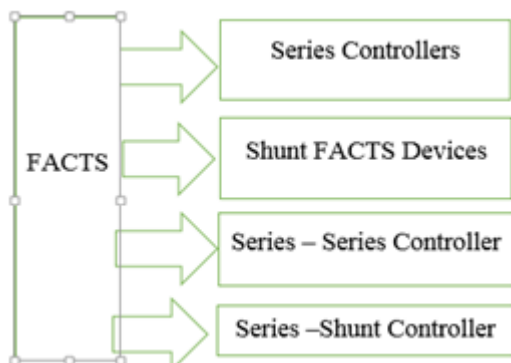 Series Controllers
Shunt FACTS Devices
FACTS
Series – Series Controller
Series –Shunt Controller